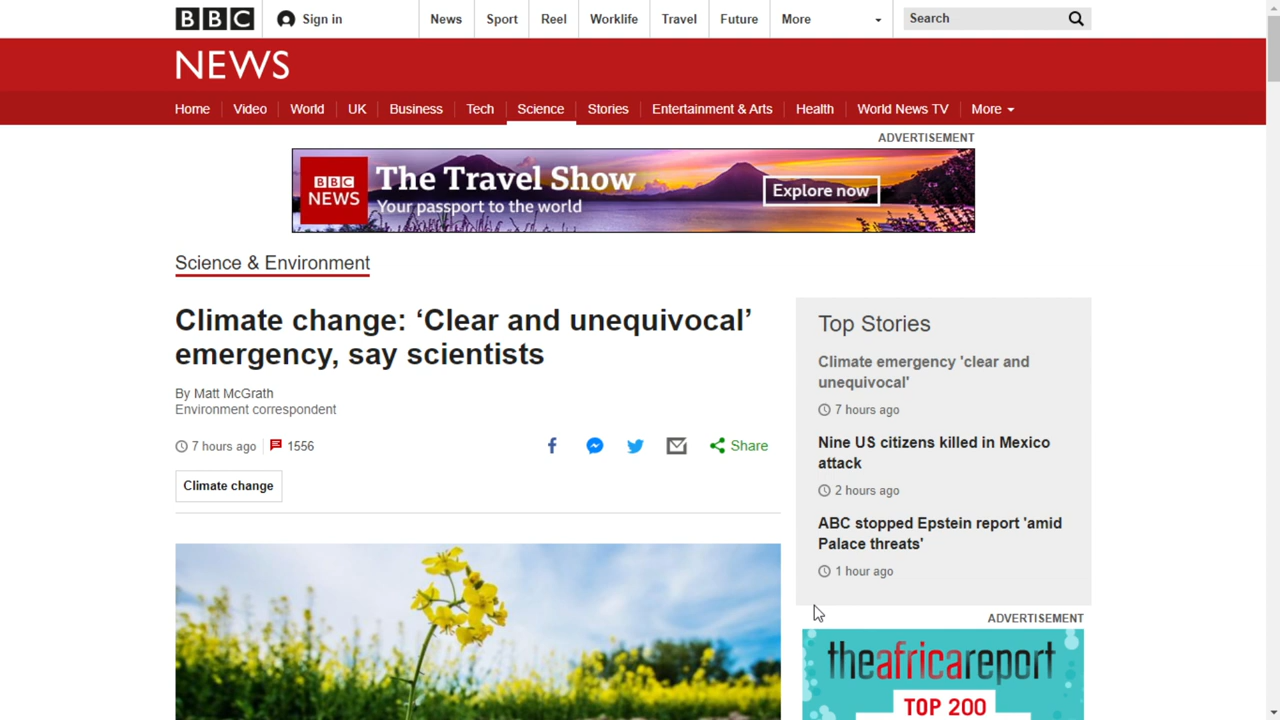 BBC
Sign in
News
Sport
Reel
Worklife
Travel
Future
More
Search
NEWS
Home
Video
World
UK
Business
Tech
Science
Stories
Entertainment & Arts
Health
World News TV
More
ADVERTISEMENT
BBC
NEWS
The Travel Show
Your passport to the world
Explore now
Science & Environment
Climate change: ‘Clear and unequivocal’
emergency, say scientists
By Matt McGrath
Environment correspondent
7 hours ago
1556
Share
Climate change
Top Stories
Climate emergency 'clear and
unequivocal'
7 hours ago
Nine US citizens killed in Mexico
attack
2 hours ago
ABC stopped Epstein report 'amid
Palace threats'
1 hour ago
ADVERTISEMENT
theafricareport
TOP 200